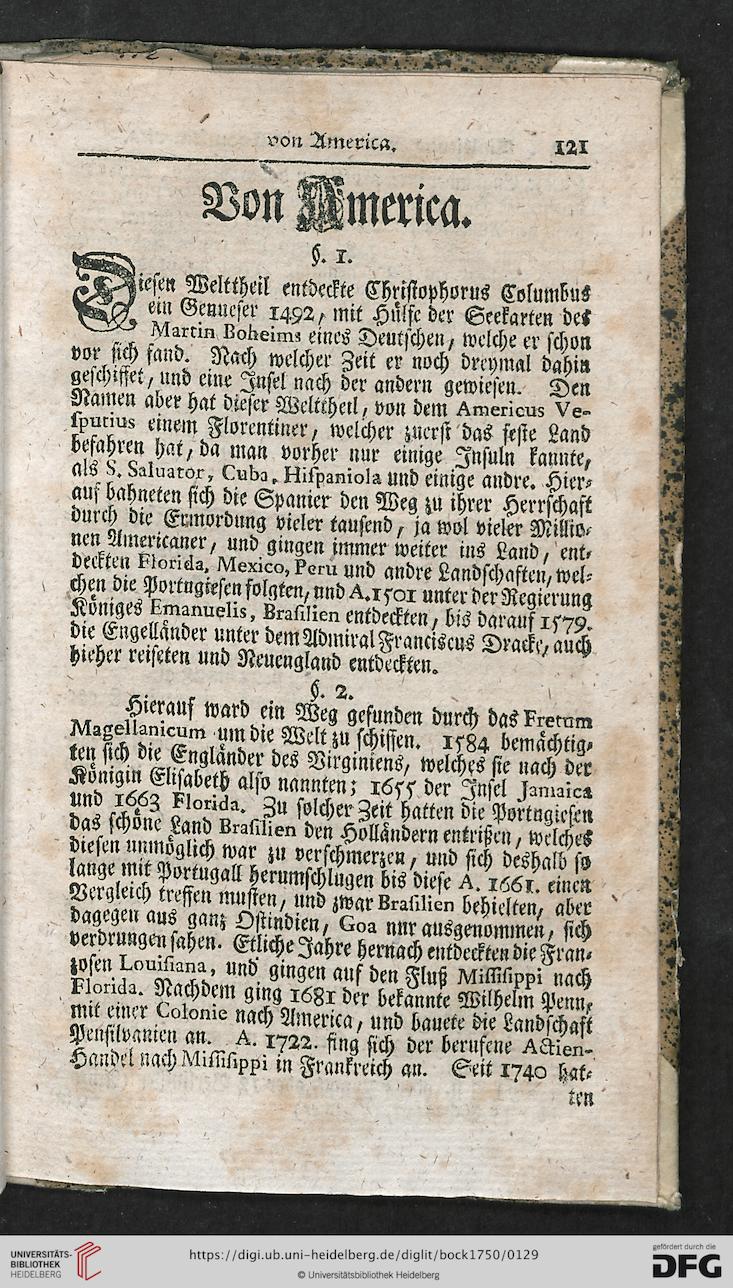 von America. 121
Von America.
§. 1.
Diesen Welttheil entdeckte Christophorus Columbus
ein Genueser 1492, mit Hülfe der Seekarten des
Martin Boheims eines Deutschen, welche er schon
vor sich fand. Nach welcher Zeit er noch dreymal dahin
geschiffet, und eine Insel nach der andern gewiesen. Den
Namen aber hat dieser Welttheil, von dem Americus Ve-
sputius einem Florentiner, welcher zuerst das feste Land
befahren hat, da man vorher nur einige Insuln kannte,
als S. Saluator, Cuba, Hispaniola und einige andre. Hier-
auf bahneten sich die Spanier den Weg zu ihrer Herrschaft
durch die Ermordung vieler tausend, ja wol vieler Millio-
nen Americaner, und gingen immer weiter ins Land, ent-
deckten Florida, Mexico, Peru und andre Landschaften, wel-
chen die Portugiesen folgten, und A. 1501 unter der Regierung
Königes Emanuelis, Brasilien entdeckten, bis darauf 1579.
die Engelländer unter dem Admiral Franciscus Dracke, auch
hieher reiseten und Neuengland entdeckten.
§. 2.
Hierauf ward ein Weg gefunden durch das Fretum
Magellanicum um die Welt zu schiffen. 1584 bemächtig-
ten sich die Engländer des Virginiens, welches sie nach der
Königin Elisabeth also nannten; 1655 der Insel Jamaica
und 1663 Florida. Zu solcher Zeit hatten die Portugiesen
das schöne Land Brasilien den Holländern entrißen, welches
diesen unmöglich war zu verschmerzen, und sich deshalb so
lange mit Portugall herumschlugen bis diese A. 1661. einen
Vergleich treffen musten, und zwar Brasilien behielten, aber
dagegen aus ganz Ostindien, Goa nur ausgenommen, sich
verdrungen sahen. Etliche Jahre hernach entdeckten die Fran-
zosen Louisiana, und gingen auf den Fluß Missisippi nach
Florida. Nachdem ging 1681 der bekannte Wilhelm Penn,
mit einer Colonie nach America, und bauete die Landschaft
Pensilvanien an. A. 1722. fing sich der berufene Actien-
Handel nach Missisippi in Frankreich an. Seit 1740 hat-
ten
UNIVERSITÄTS-
BIBLIOTHEK
HEIDELBERG
https://digi.ub.uni-heidelberg.de/diglit/bock1750/0129
© Universitätsbibliothek Heidelberg
gefördert durch die
DFG